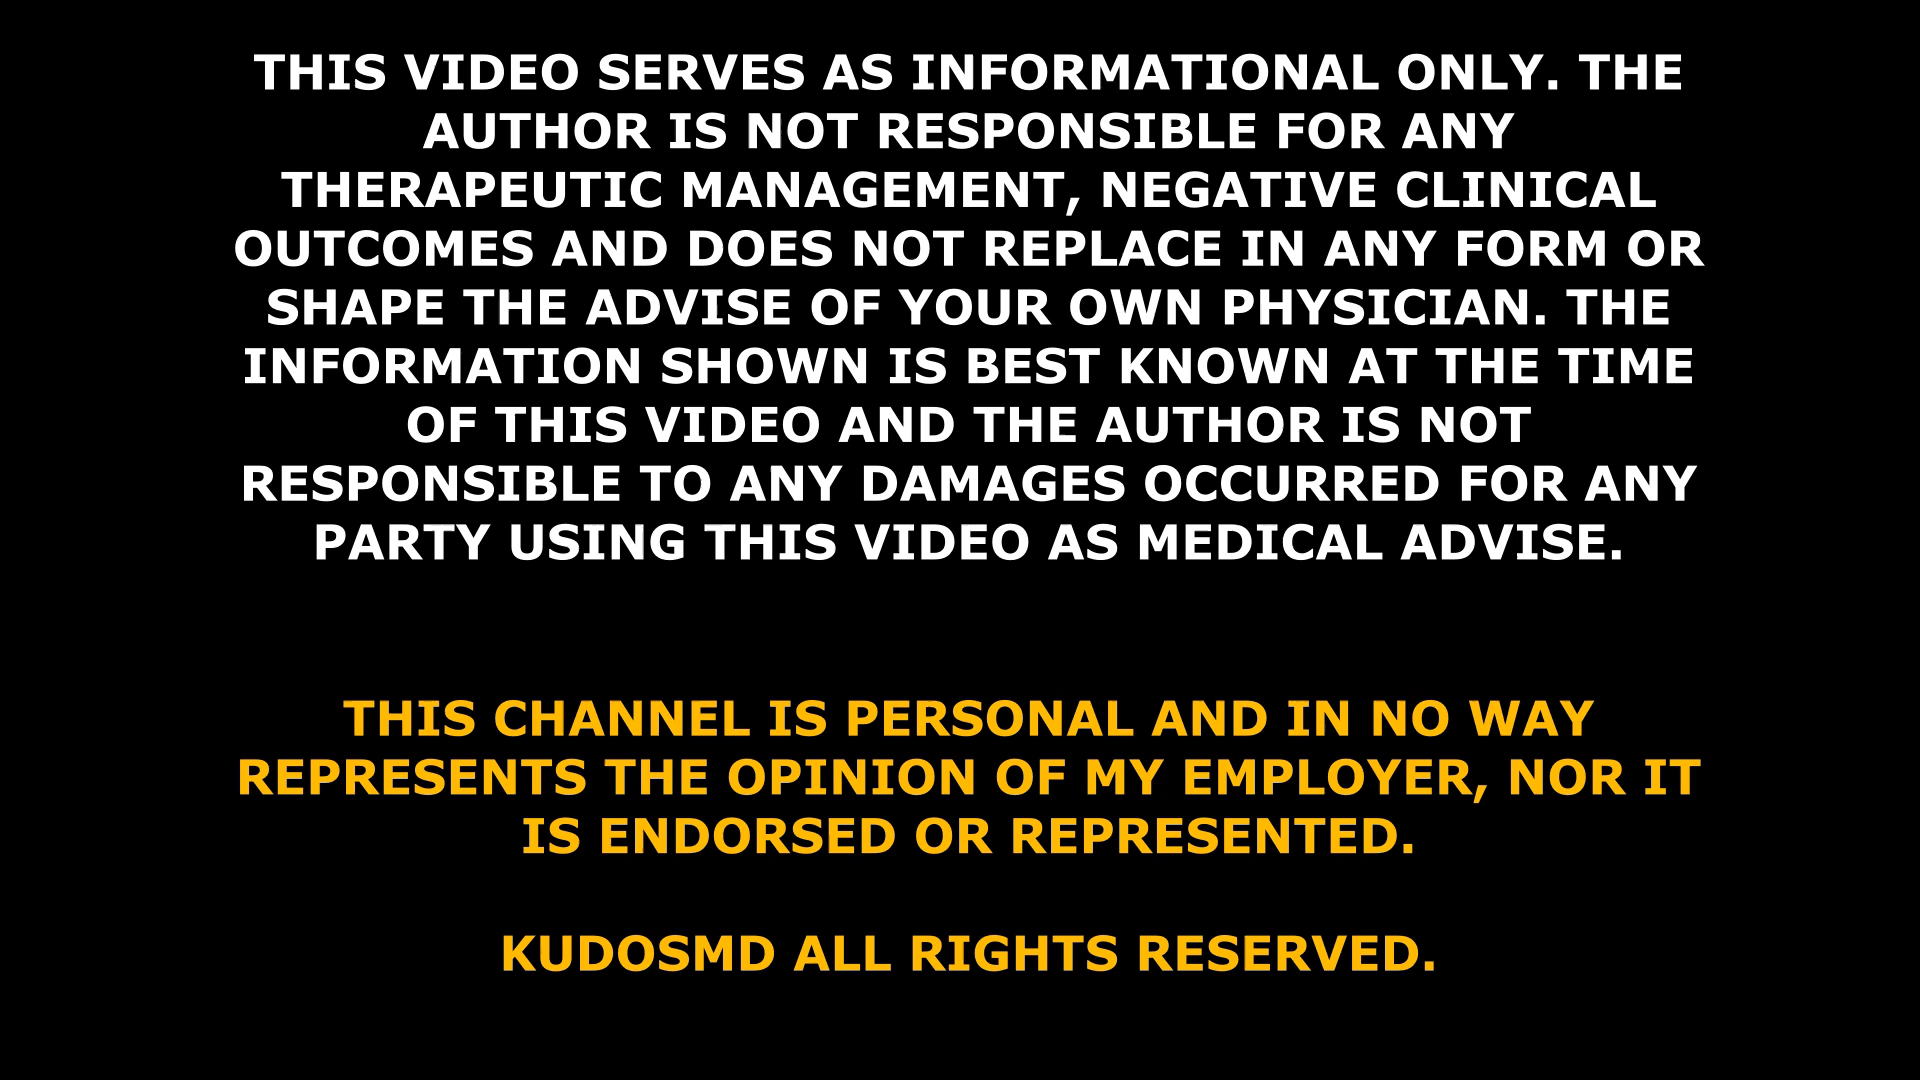 THIS VIDEO SERVES AS INFORMATIONAL ONLY. THE
AUTHOR IS NOT RESPONSIBLE FOR ANY
THERAPEUTIC MANAGEMENT, NEGATIVE CLINICAL
OUTCOMES AND DOES NOT REPLACE IN ANY FORM OR
SHAPE THE ADVISE OF YOUR OWN PHYSICIAN. THE
INFORMATION SHOWN IS BEST KNOWN AT THE TIME
OF THIS VIDEO AND THE AUTHOR IS NOT
RESPONSIBLE TO ANY DAMAGES OCCURRED FOR ANY
PARTY USING THIS VIDEO AS MEDICAL ADVISE.
THIS CHANNEL IS PERSONAL AND IN NO WAY
REPRESENTS THE OPINION OF MY EMPLOYER, NOR IT
IS ENDORSED OR REPRESENTED.
KUDOSMD ALL RIGHTS RESERVED.